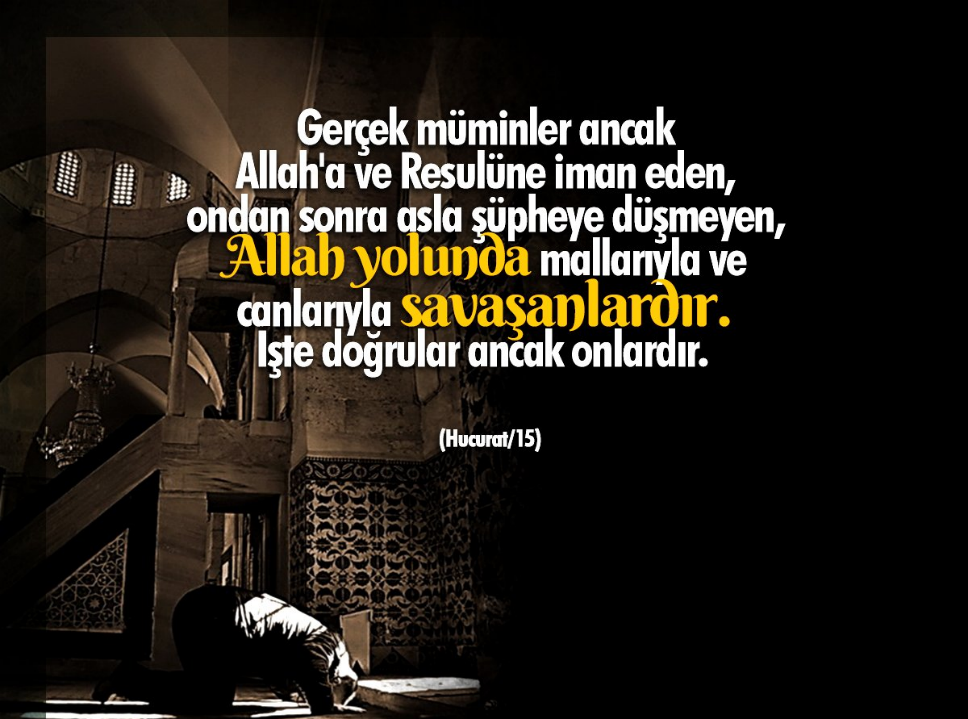 Gerçek müminler ancak
Allah'a ve Resulüne iman eden,
ondan sonra asla şüpheye düşmeyen,
Allah yolunda mallarıyla ve
canlarıyla savaşanlardır.
İşte doğrular ancak onlardır.
(Hucurat/15)